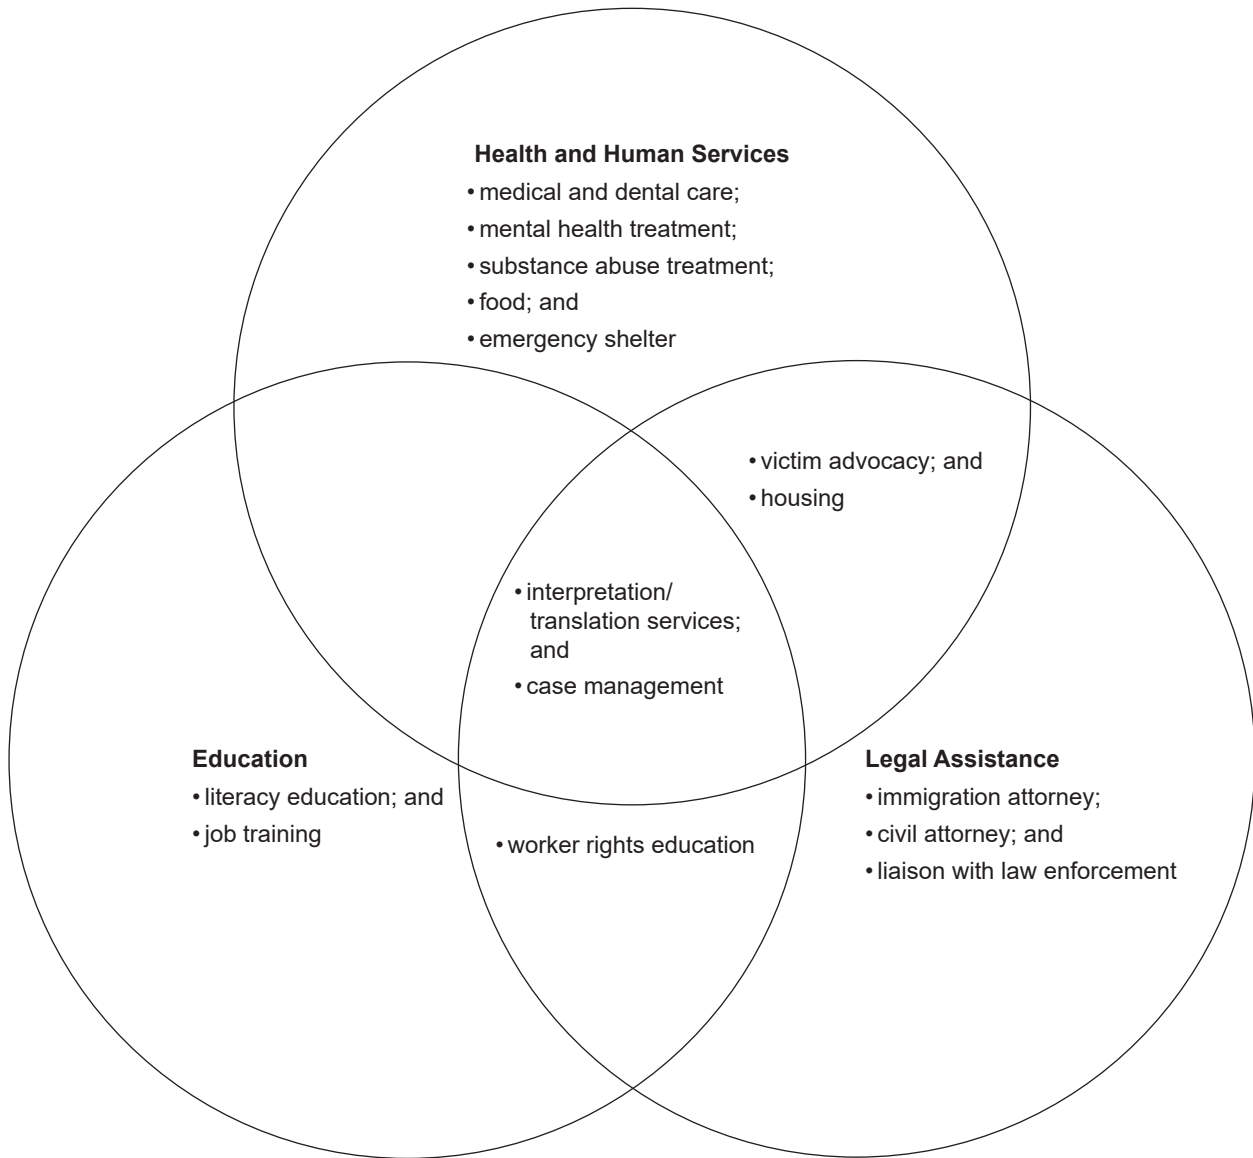 Health and Human Services
• medical and dental care;
• mental health treatment;
• substance abuse treatment;
• food; and
• emergency shelter
• victim advocacy; and
• housing
• interpretation/
translation services;
and
• case management
Education
• literacy education; and
• job training
• worker rights education
Legal Assistance
• immigration attorney;
• civil attorney; and
• liaison with law enforcement